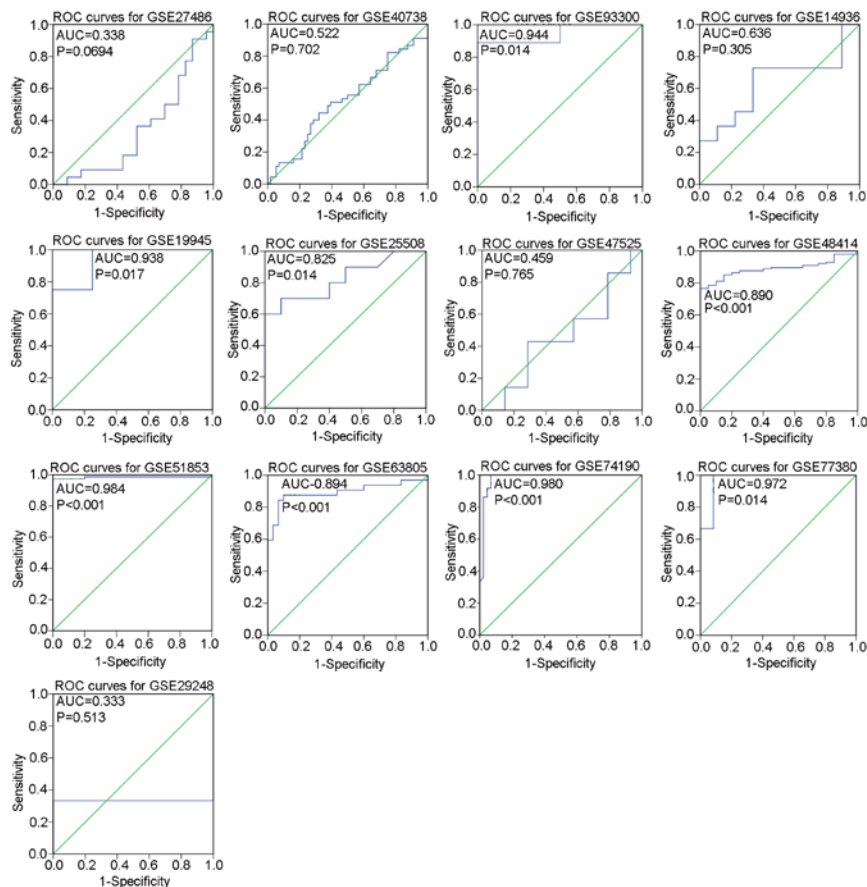 ROC curves for GSE27486
AUC=0.338
P=0.0694
Sensitivity
1.0
0.8
0.6
0.4
0.2
0.0
0.0 0.2 0.4 0.6 0.8 1.0
1-Specificity
ROC curves for GSE40738
AUC=0.522
P=0.702
Sensitivity
1.0
0.8
0.6
0.4
0.2
0.0
0.0 0.2 0.4 0.6 0.8 1.0
1-Specificity
ROC curves for GSE93300
AUC=0.944
P=0.014
Sensitivity
1.0
0.8
0.6
0.4
0.2
0.0
0.0 0.2 0.4 0.6 0.8 1.0
1-Specificity
ROC curves for GSE14936
AUC=0.636
P=0.305
Senssitivity
1.0
0.8
0.6
0.4
0.2
0.0
0.0 0.2 0.4 0.6 0.8 1.0
1-Specificity
ROC curves for GSE19945
AUC=0.938
P=0.017
Sensitivity
1.0
0.8
0.6
0.4
0.2
0.0
0.0 0.2 0.4 0.6 0.8 1.0
1-Specificity
ROC curves for GSE25508
AUC=0.825
P=0.014
Sensitivity
1.0
0.8
0.6
0.4
0.2
0.0
0.0 0.2 0.4 0.6 0.8 1.0
1-Specificity
ROC curves for GSE47525
AUC=0.459
P=0.765
Sensitivity
1.0
0.8
0.6
0.4
0.2
0.0
0.0 0.2 0.4 0.6 0.8 1.0
1-Specificity
ROC curves for GSE48414
AUC=0.890
P<0.001
Sensitivity
1.0
0.8
0.6
0.4
0.2
0.0
0.0 0.2 0.4 0.6 0.8 1.0
1-Specificity
ROC curves for GSE51853
AUC=0.984
P<0.001
Sensitivity
1.0
0.8
0.6
0.4
0.2
0.0
0.0 0.2 0.4 0.6 0.8 1.0
1-Specificity
ROC curves for GSE63805
AUC-0.894
P<0.001
Sensitivity
1.0
0.8
0.6
0.4
0.2
0.0
0.0 0.2 0.4 0.6 0.8 1.0
1-Specificity
ROC curves for GSE74190
AUC=0.980
P<0.001
Sensitivity
1.0
0.8
0.6
0.4
0.2
0.0
0.0 0.2 0.4 0.6 0.8 1.0
1-Specificity
ROC curves for GSE77380
AUC=0.972
P=0.014
Sensitivity
1.0
0.8
0.6
0.4
0.2
0.0
0.0 0.2 0.4 0.6 0.8 1.0
1-Specificity
ROC curves for GSE29248
AUC=0.333
P=0.513
Sensitivity
1.0
0.8
0.6
0.4
0.2
0.0
0.0 0.2 0.4 0.6 0.8 1.0
1-Specificity